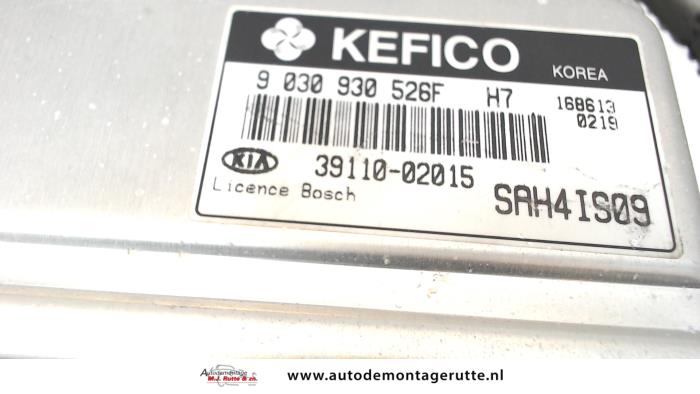 KEFICO KOREA
9 030 930 526F H7 168613
0219
KIA 39110-02015
Licence Bosch SAH4IS09
Autodemontage
M.J. Rutte & zn. www.autodemontagerutte.nl